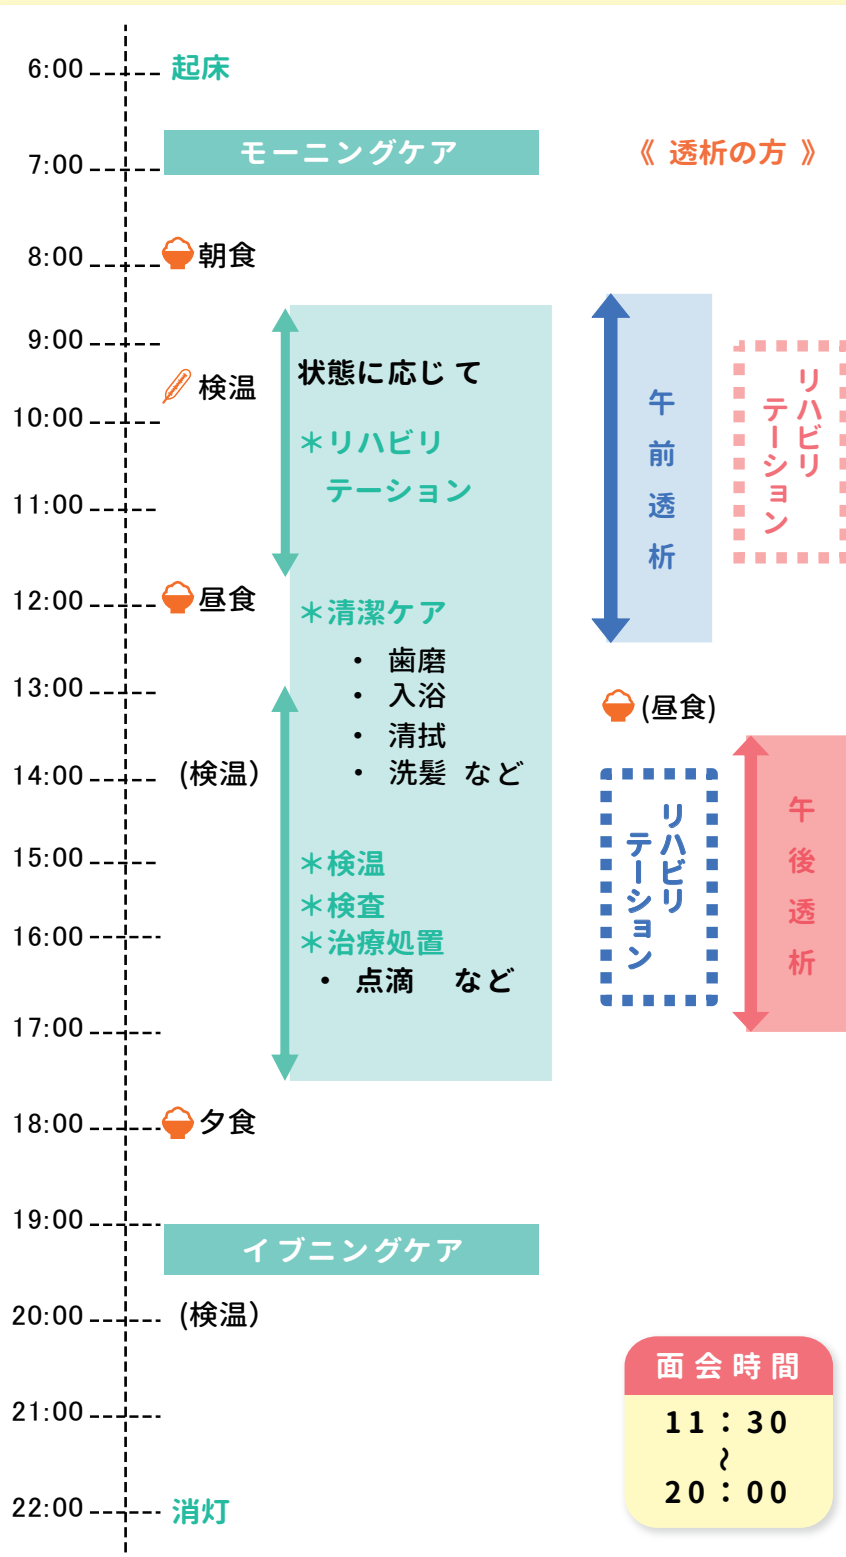 6:00 起床
モーニングケア
《 透析の方 》
7:00
8:00 朝食
9:00
状態に応じて
検温
10:00
＊リハビリ
テーション
11:00
12:00 昼食
＊清潔ケア
・ 歯磨
・ 入浴
・ 清拭
・ 洗髪 など
13:00
14:00 (検温）
15:00
＊検温
＊検査
＊治療処置
・ 点滴 など
16:00
17:00
18:00 夕食
19:00
イブニングケア
20:00 (検温）
21:00
22:00 消灯
午前透析
リハビリ
テーション
(昼食)
リハビリ
テーション
午後透析
面会時間
11：30
～
20：00